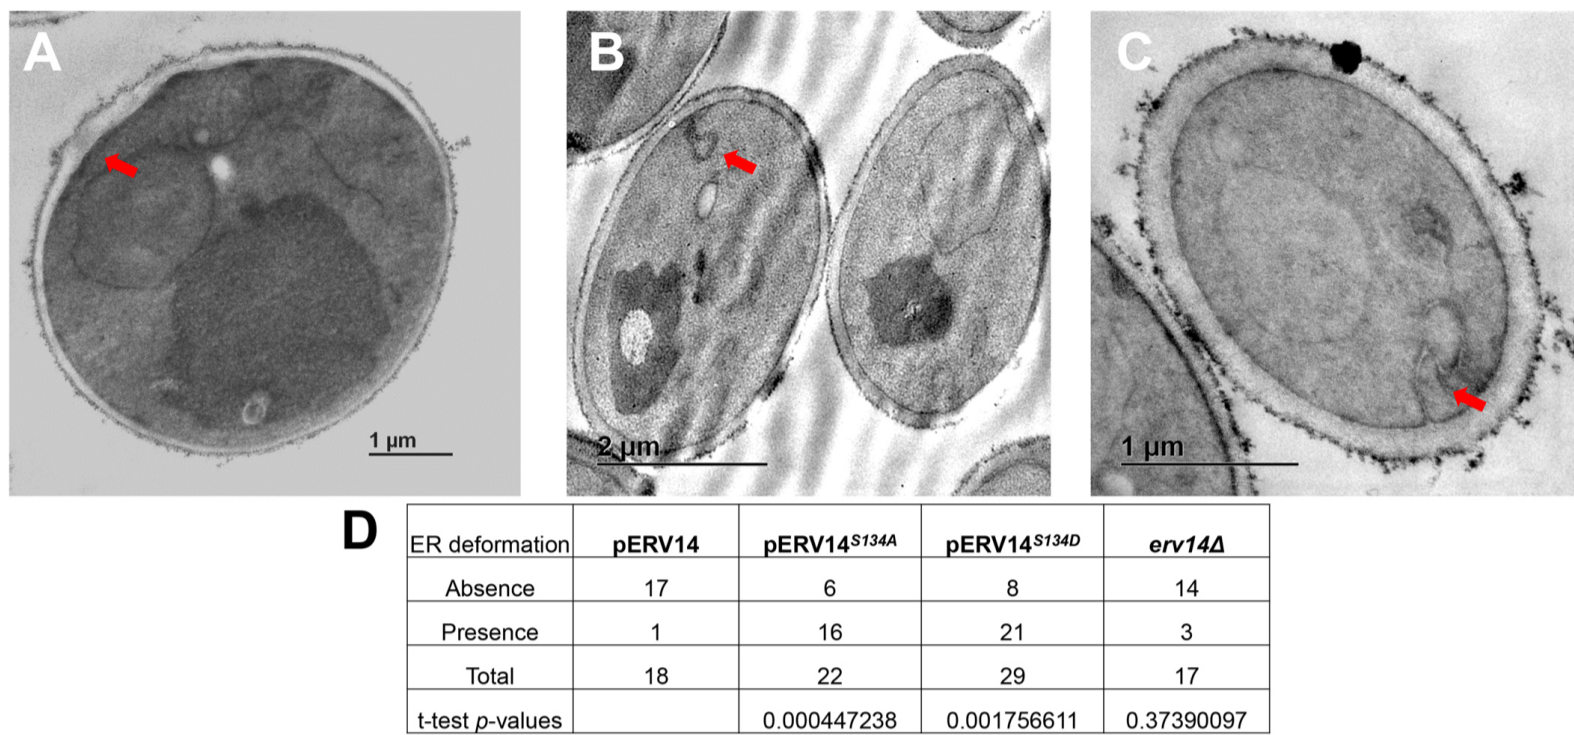 A
B
C
1 µm
2 µm
1 µm
D
ER deformation pERV14 pERV14S134A pERV14S134D erv14Δ
Absence 17 6 8 14
Presence 1 16 21 3
Total 18 22 29 17
t-test p-values 0.000447238 0.001756611 0.37390097